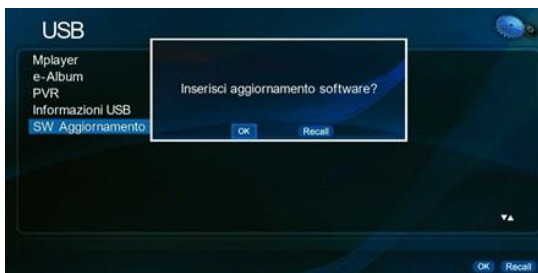 USB
Mplayer
e-Album
PVR
Informazioni USB
SW Aggiornamento
Inserisci aggiornamento software?
OK Recall
OK Recall